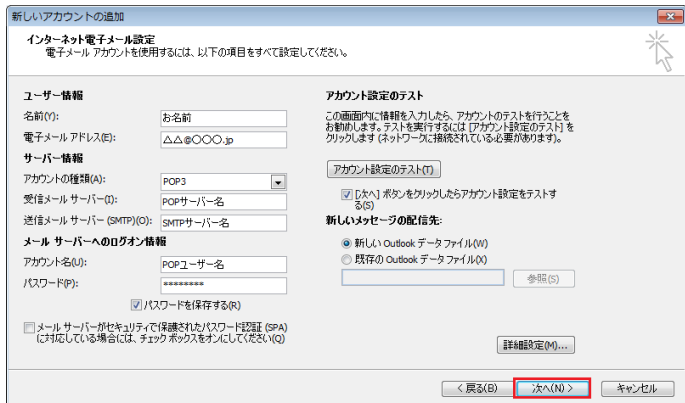 新しいアカウントの追加
インターネット電子メール設定
電子メール アカウントを使用するには、以下の項目をすべて設定してください。
ユーザー情報
名前(Y):
お名前
電子メール アドレス(E):
△△@〇〇〇.jp
サーバー情報
アカウントの種類(A):
POP3
受信メール サーバー(I):
POPサーバー名
送信メール サーバー (SMTP)(O):
SMTPサーバー名
メール サーバーへのログオン情報
アカウント名(U):
POPユーザー名
パスワード(P):
********
パスワードを保存する(R)
メール サーバーがセキュリティで保護されたパスワード認証 (SPA)
に対応している場合には、チェック ボックスをオンにしてください(Q)
アカウント設定のテスト
この画面内に情報を入力したら、アカウントのテストを行うことを
お勧めします。テストを実行するには [アカウント設定のテスト] を
クリックします (ネットワークに接続されている必要があります)。
アカウント設定のテスト(T)
[次へ] ボタンをクリックしたらアカウント設定をテストす
る(S)
新しいメッセージの配信先:
新しい Outlook データ ファイル(W)
既存の Outlook データ ファイル(X)
参照(S)
詳細設定(M)...
< 戻る(B)
次へ(N) >
キャンセル